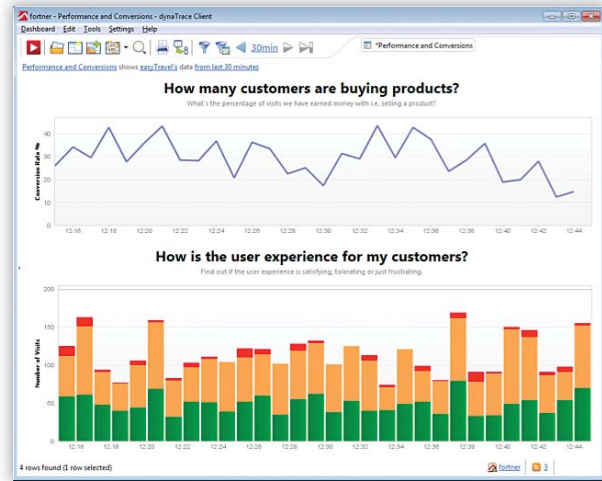 fortner - Performance and Conversions - dynaTrace Client
Dashboard Edit Tools Settings Help
30min
*Performance and Conversions
Performance and Conversions shows easyTravel's data from last 30 minutes
How many customers are buying products?
What's the percentage of visits we have earned money with i.e. selling a product?
Conversion Rate %
40
30
20
10
0
12:16 12:18 12:20 12:22 12:24 12:26 12:28 12:30 12:32 12:34 12:36 12:38 12:40 12:42 12:44
How is the user experience for my customers?
Find out if the user experience is satisfying, tolerating or just frustrating.
Number of Visits
200
150
100
50
0
12:16 12:18 12:20 12:22 12:24 12:26 12:28 12:30 12:32 12:34 12:36 12:38 12:40 12:42 12:44
4 rows found (1 row selected)
fortner
3